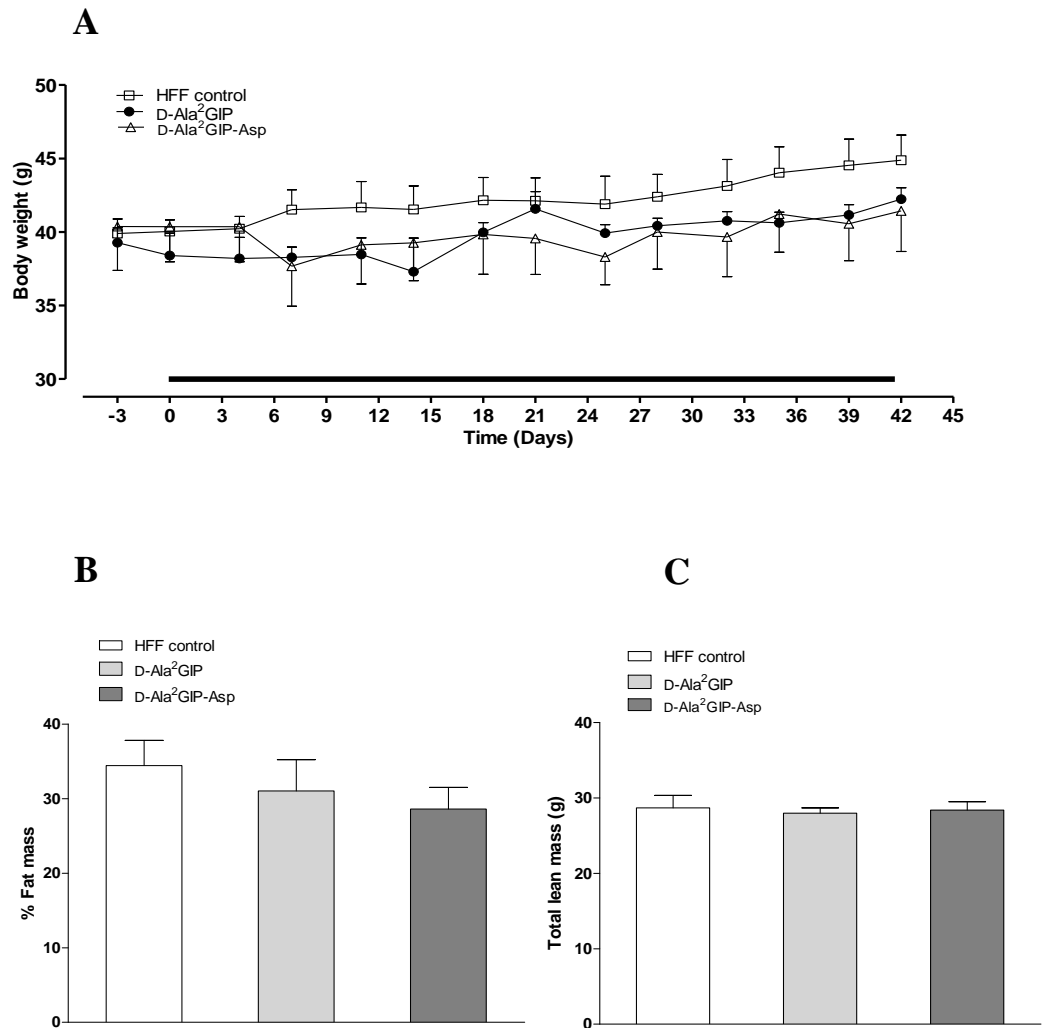 A
50
45
40
35
30
Body weight (g)
HFF control
D-Ala²GIP
D-Ala²GIP-Asp
-3 0 3 6 9 12 15 18 21 24 27 30 33 36 39 42 45
Time (Days)
B
HFF control
D-Ala²GIP
D-Ala²GIP-Asp
40
30
20
10
0
% Fat mass
C
HFF control
D-Ala²GIP
D-Ala²GIP-Asp
40
30
20
10
0
Total lean mass (g)